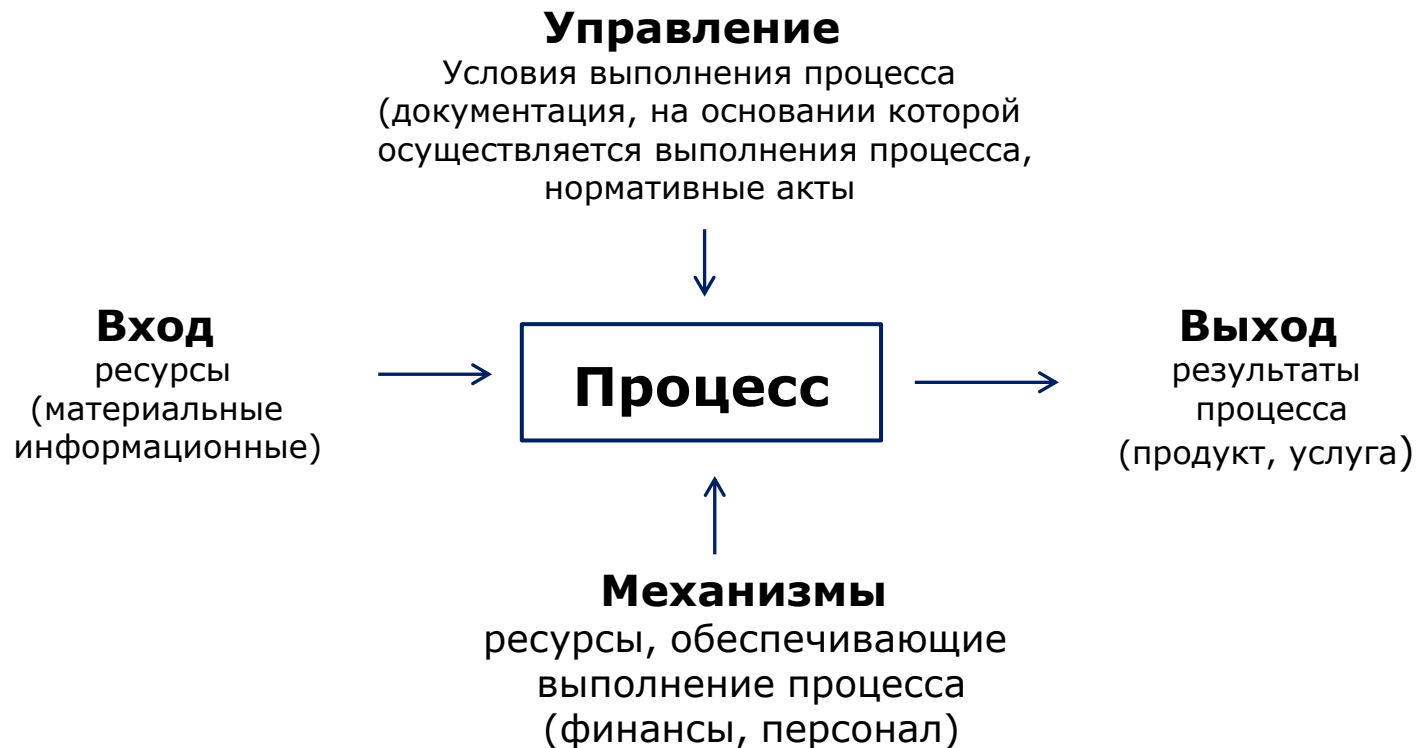 Управление
Условия выполнения процесса
(документация, на основании которой
осуществляется выполнения процесса,
нормативные акты
Вход
ресурсы
(материальные
информационные)
Процесс
Выход
результаты
процесса
(продукт, услуга)
Механизмы
ресурсы, обеспечивающие
выполнение процесса
(финансы, персонал)